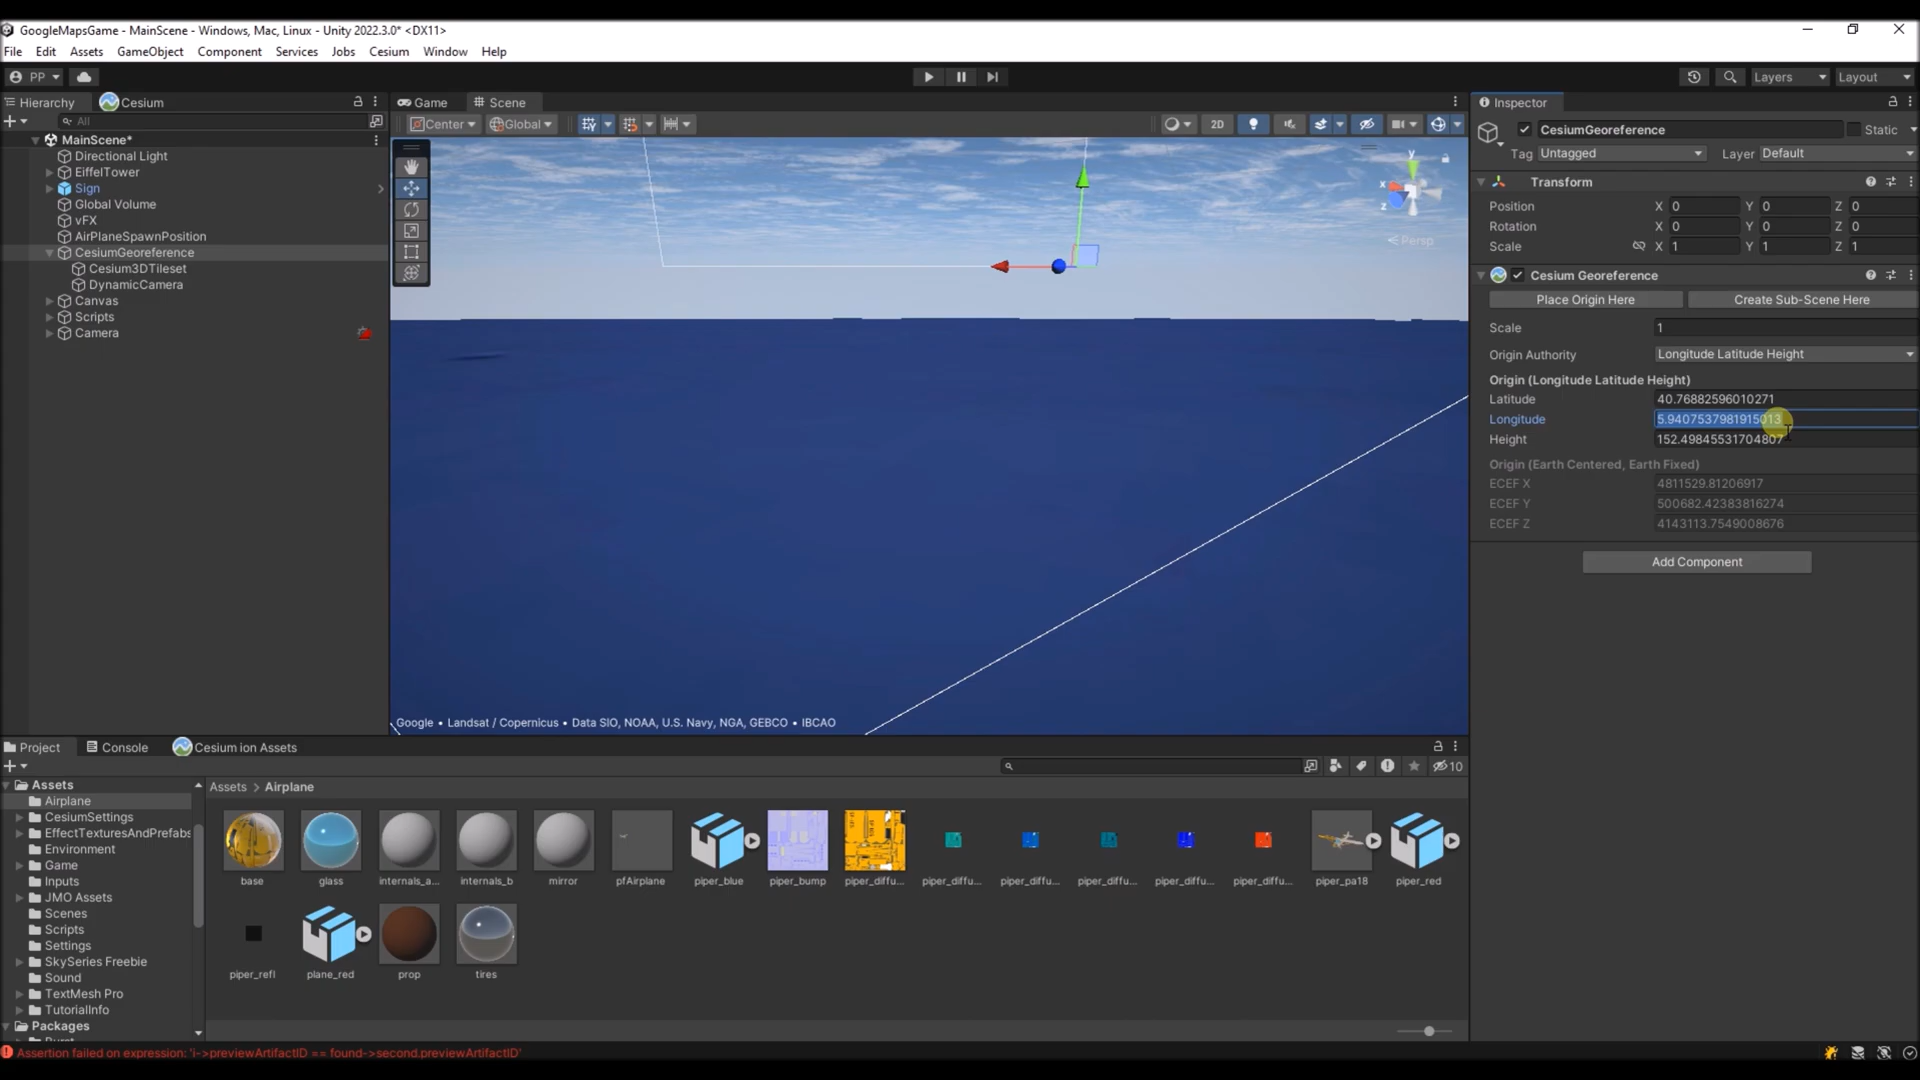 GoogleMapsGame - MainScene - Windows, Mac, Linux - Unity 2022.3.0* <DX11>
File Edit Assets GameObject Component Services Jobs Cesium Window Help
PP Layers Layout
Hierarchy Cesium
All
MainScene*
Directional Light
EiffelTower
Sign
Global Volume
vFX
AirPlaneSpawnPosition
CesiumGeoreference
Cesium3DTileset
DynamicCamera
Canvas
Scripts
Camera
Game Scene
Center Global 2D
y
x
z
Persp
Google • Landsat / Copernicus • Data SIO, NOAA, U.S. Navy, NGA, GEBCO • IBCAO
Inspector
CesiumGeoreference Static
Tag Untagged Layer Default
Transform
Position X 0 Y 0 Z 0
Rotation X 0 Y 0 Z 0
Scale X 1 Y 1 Z 1
Cesium Georeference
Place Origin Here Create Sub-Scene Here
Scale 1
Origin Authority Longitude Latitude Height
Origin (Longitude Latitude Height)
Latitude 40.76882596010271
Longitude 5.9407537981915013
Height 152.49845531704807
Origin (Earth Centered, Earth Fixed)
ECEF X 4811529.81206917
ECEF Y 500682.42383816274
ECEF Z 4143113.7549008676
Add Component
Project Console Cesium ion Assets
10
Assets
Airplane
CesiumSettings
EffectTexturesAndPrefabs
Environment
Game
Inputs
JMO Assets
Scenes
Scripts
Settings
SkySeries Freebie
Sound
TextMesh Pro
TutorialInfo
Packages
Assets > Airplane
base glass internals_a... internals_b mirror pfAirplane piper_blue piper_bump piper_diffu... piper_diffu... piper_diffu... piper_diffu... piper_diffu... piper_diffu... piper_pa18 piper_red
piper_refl plane_red prop tires
Assertion failed on expression: 'i->previewArtifactID == found->second.previewArtifactID'